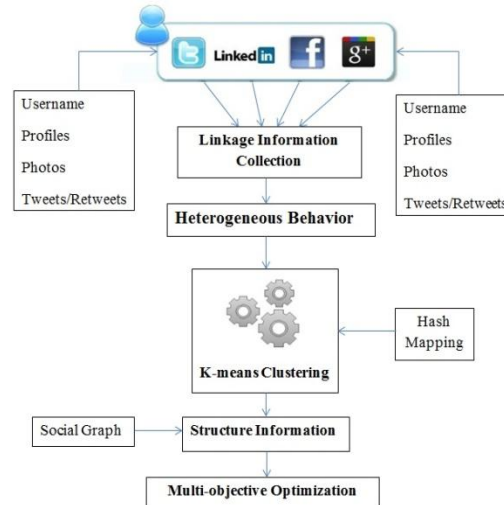 Linked in
f
g+
Username
Profiles
Photos
Tweets/Retweets
Username
Profiles
Photos
Tweets/Retweets
Linkage Information
Collection
Heterogeneous Behavior
K-means Clustering
Hash
Mapping
Social Graph
Structure Information
Multi-objective Optimization